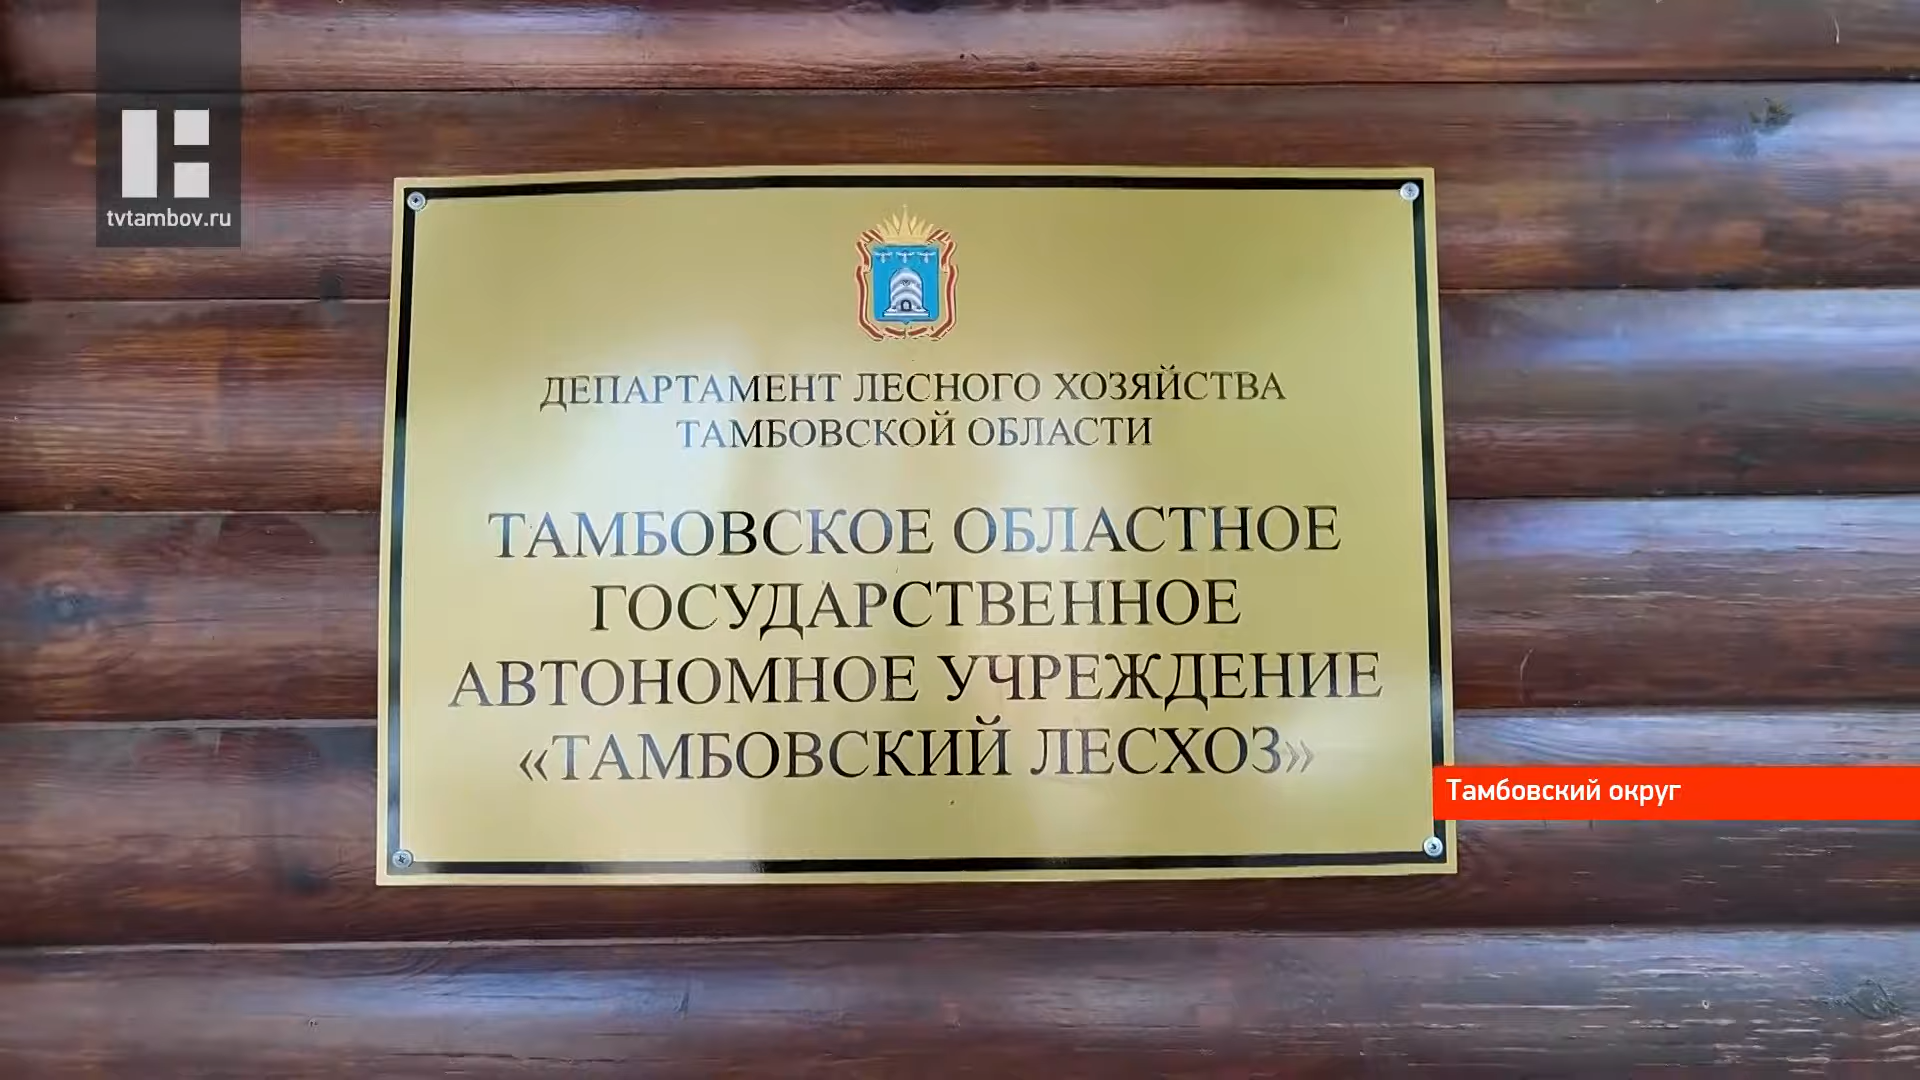 tvtambov.ru
ДЕПАРТАМЕНТ ЛЕСНОГО ХОЗЯЙСТВА
ТАМБОВСКОЙ ОБЛАСТИ
ТАМБОВСКОЕ ОБЛАСТНОЕ
ГОСУДАРСТВЕННОЕ
АВТОНОМНОЕ УЧРЕЖДЕНИЕ
«ТАМБОВСКИЙ ЛЕСХОЗ»
Тамбовский округ